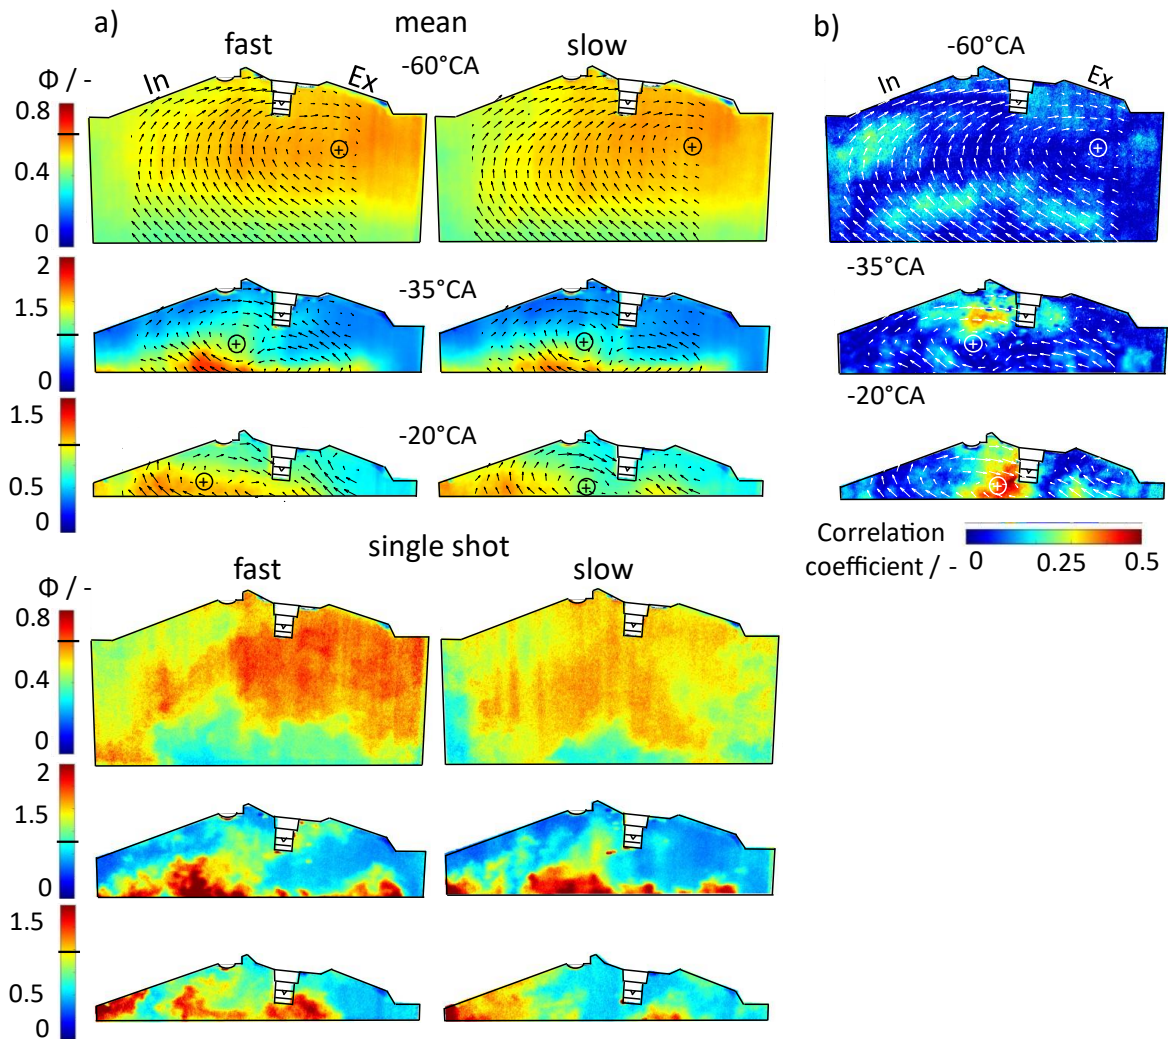 a)
mean
b)
fast
slow
-60°CA
-60°CA
Φ / -
In
Ex
In
Ex
0.8
0.4
0
2
-35°CA
-35°CA
1.5
1
0
1.5
-20°CA
-20°CA
0.5
0
Correlation
coefficient / -
0
0.25
0.5
single shot
fast
slow
Φ / -
0.8
0.4
0
2
1.5
1
0
1.5
0.5
0